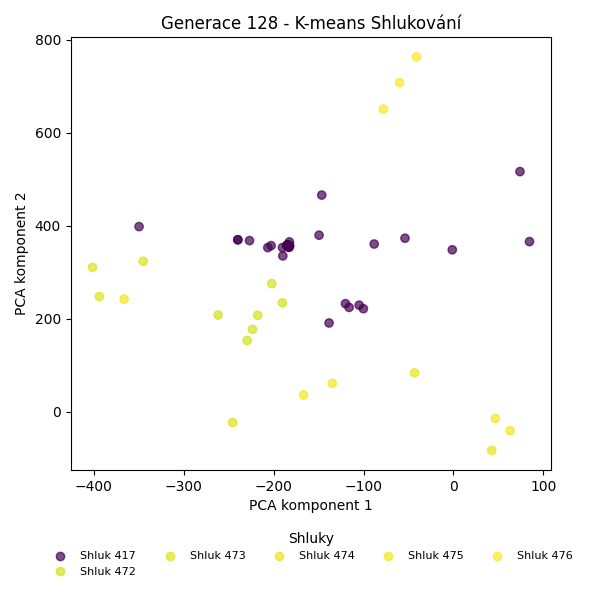 Generace 128 - K-means Shlukování
800
600
400
200
0
PCA komponent 2
−400 −300 −200 −100 0 100
PCA komponent 1
Shluky
Shluk 417 Shluk 473 Shluk 474 Shluk 475 Shluk 476
Shluk 472